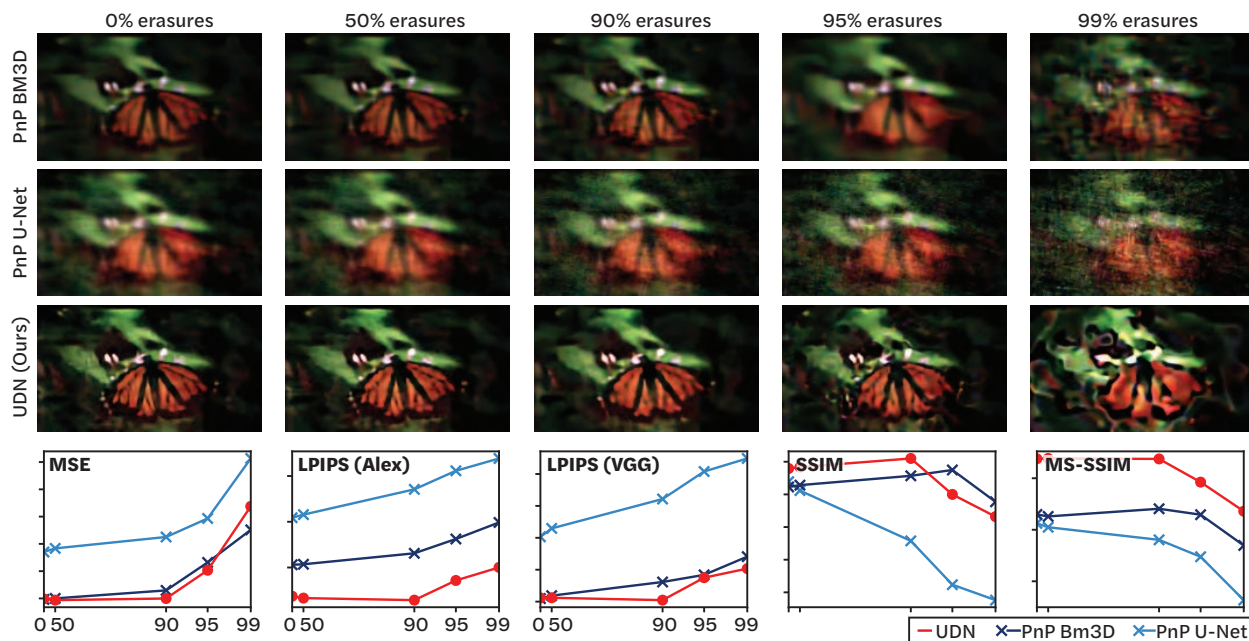 0% erasures 50% erasures 90% erasures 95% erasures 99% erasures
PnP BM3D
PnP U-Net
UDN (Ours)
MSE LPIPS (Alex) LPIPS (VGG) SSIM MS-SSIM
0 50 90 95 99 0 50 90 95 99 0 50 90 95 99
UDN PnP Bm3D PnP U-Net